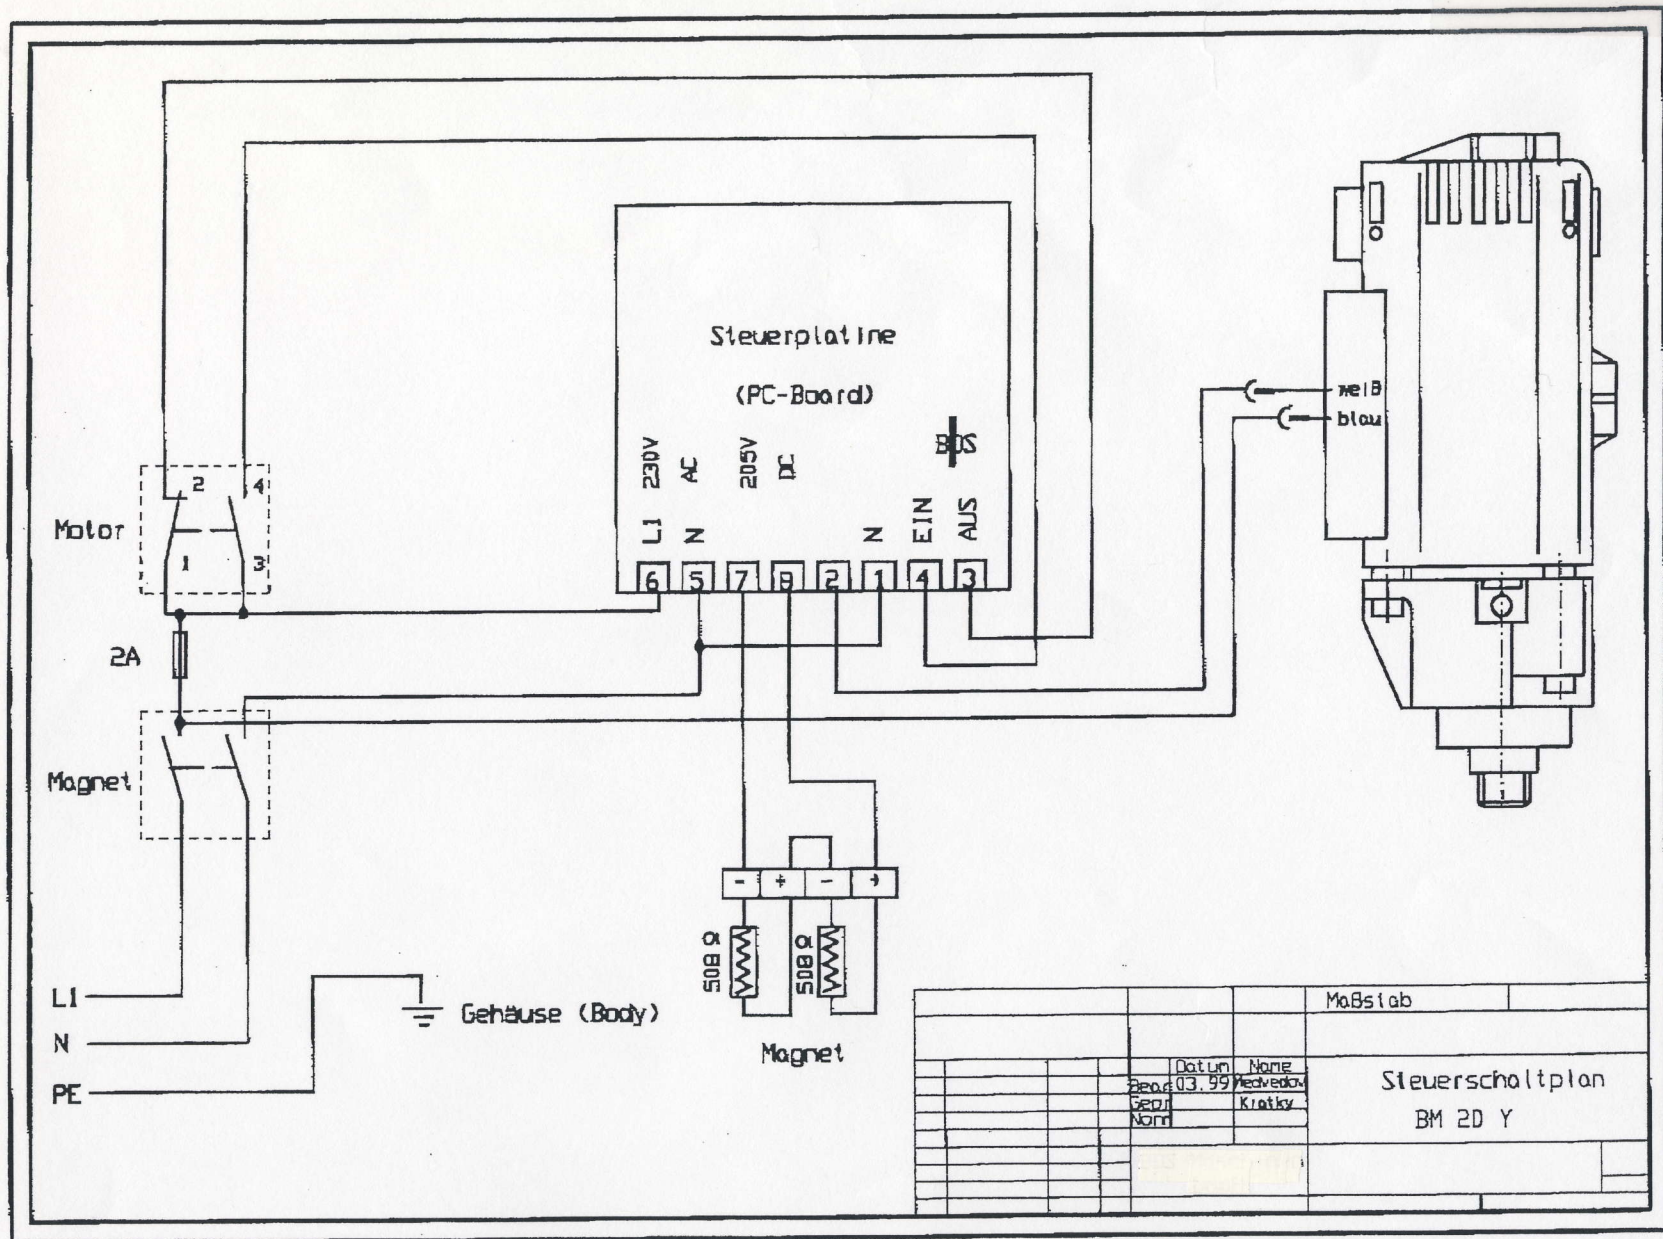 Steuerplatine
(PC-Board)
BDS
230V
AC
205V
DC
L1
N
N
EIN
AUS
6 5 7 8 2 1 4 3
weiß
blau
2 4
Motor
1 3
2A
Magnet
- + - +
508 Ω
508 Ω
Magnet
L1
N
PE
Gehäuse (Body)
Maßstab
Datum Name
Bear 03.99 Medvedov
Gepr Kratky
Norm
Steuerschaltplan
BM 2D Y